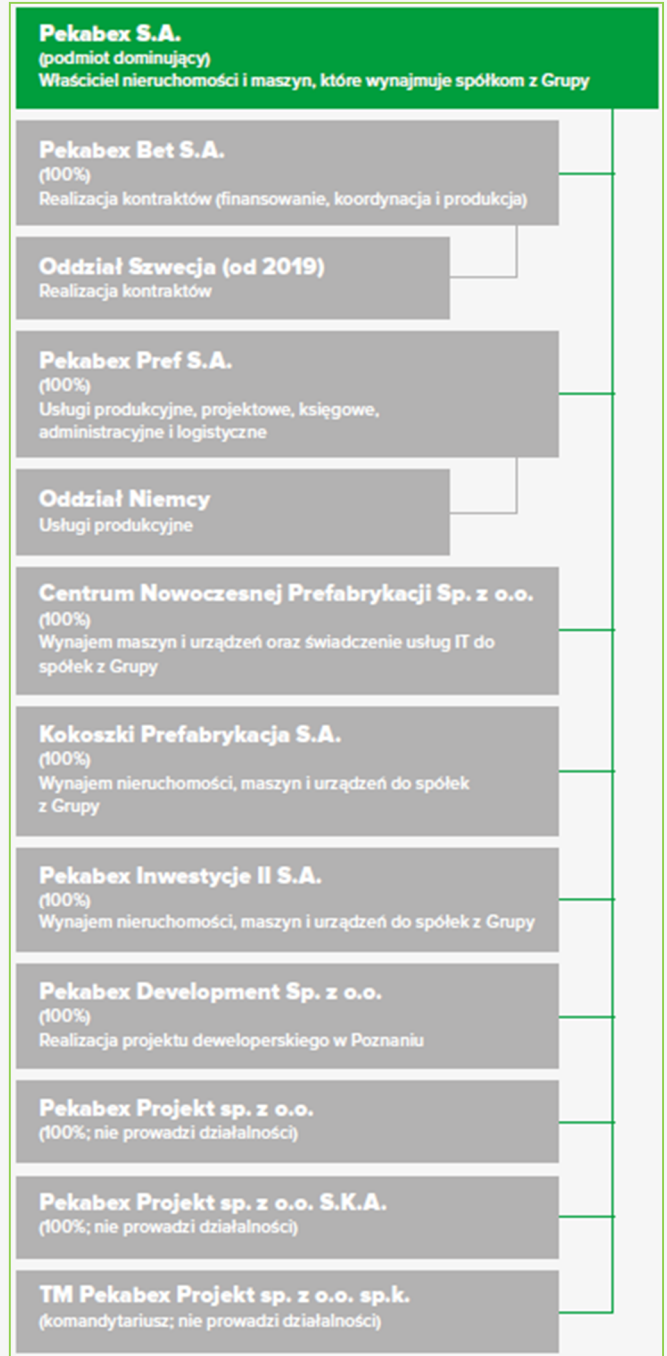 Pekabex S.A.
(podmiot dominujący)
Właściciel nieruchomości i maszyn, które wynajmuje spółkom z Grupy
Pekabex Bet S.A.
(100%)
Realizacja kontraktów (finansowanie, koordynacja i produkcja)
Oddział Szwecja (od 2019)
Realizacja kontraktów
Pekabex Pref S.A.
(100%)
Usługi produkcyjne, projektowe, księgowe,
administracyjne i logistyczne
Oddział Niemcy
Usługi produkcyjne
Centrum Nowoczesnej Prefabrykacji Sp. z o.o.
(100%)
Wynajem maszyn i urządzeń oraz świadczenie usług IT do
spółek z Grupy
Kokoszki Prefabrykacja S.A.
(100%)
Wynajem nieruchomości, maszyn i urządzeń do spółek
z Grupy
Pekabex Inwestycje II S.A.
(100%)
Wynajem nieruchomości, maszyn i urządzeń do spółek z Grupy
Pekabex Development Sp. z o.o.
(100%)
Realizacja projektu deweloperskiego w Poznaniu
Pekabex Projekt sp. z o.o.
(100%; nie prowadzi działalności)
Pekabex Projekt sp. z o.o. S.K.A.
(100%; nie prowadzi działalności)
TM Pekabex Projekt sp. z o.o. sp.k.
(komandytariusz; nie prowadzi działalności)